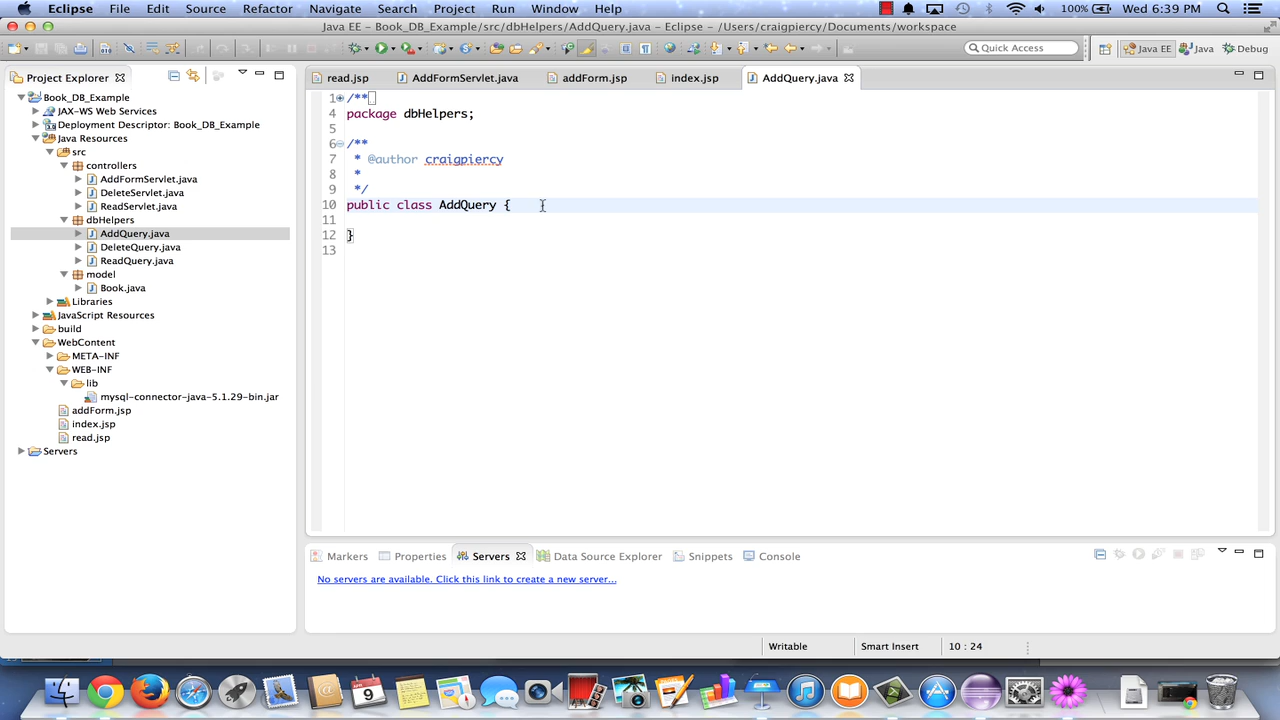 Eclipse File Edit Source Refactor Navigate Search Project Run Window Help 100% Wed 6:39 PM
Java EE - Book_DB_Example/src/dbHelpers/AddQuery.java - Eclipse - /Users/craigpiercy/Documents/workspace
Quick Access Java EE Java Debug
Project Explorer
Book_DB_Example
JAX-WS Web Services
Deployment Descriptor: Book_DB_Example
Java Resources
src
controllers
AddFormServlet.java
DeleteServlet.java
ReadServlet.java
dbHelpers
AddQuery.java
DeleteQuery.java
ReadQuery.java
model
Book.java
Libraries
JavaScript Resources
build
WebContent
META-INF
WEB-INF
lib
mysql-connector-java-5.1.29-bin.jar
addForm.jsp
index.jsp
read.jsp
Servers
read.jsp AddFormServlet.java addForm.jsp index.jsp AddQuery.java
1 /**
4 package dbHelpers;
5
6 /**
7 * @author craigpiercy
8 *
9 */
10 public class AddQuery {
11
12 }
13
Markers Properties Servers Data Source Explorer Snippets Console
No servers are available. Click this link to create a new server...
Writable Smart Insert 10 : 24
9